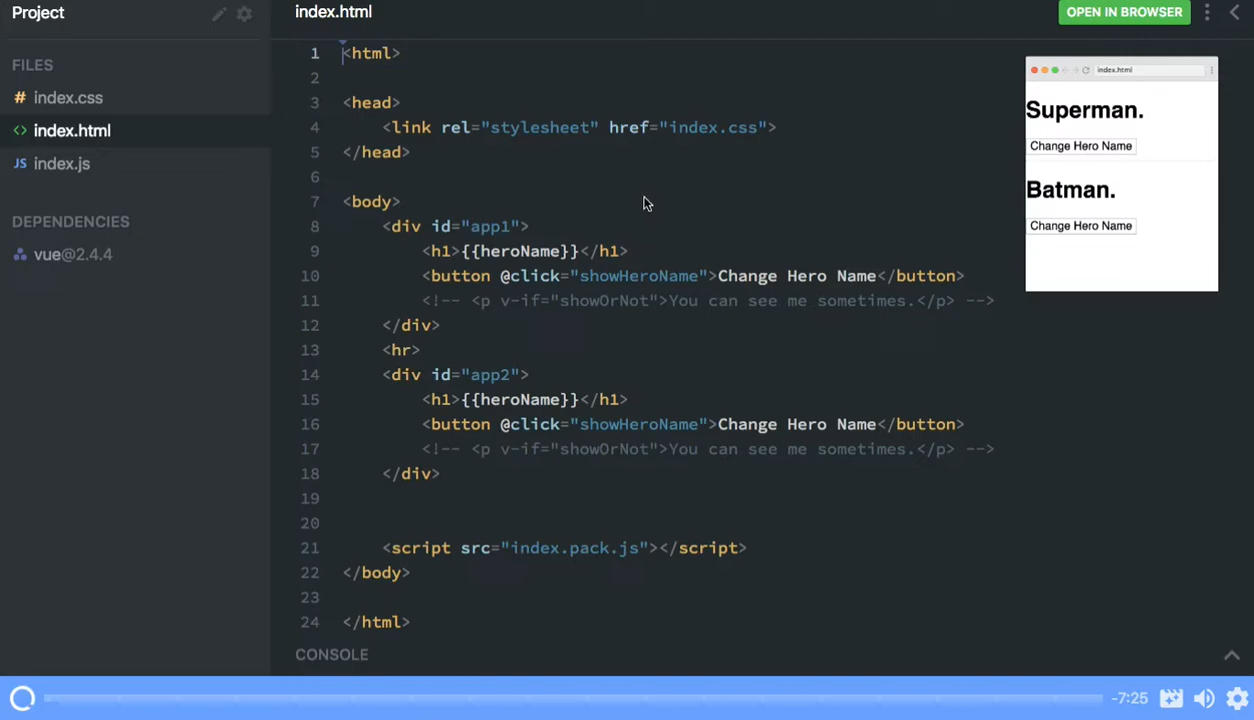 Project
index.html
OPEN IN BROWSER
FILES
# index.css
<> index.html
JS index.js
DEPENDENCIES
vue@2.4.4
1 <html>
2
3 <head>
4     <link rel="stylesheet" href="index.css">
5 </head>
6
7 <body>
8     <div id="app1">
9         <h1>{{heroName}}</h1>
10         <button @click="showHeroName">Change Hero Name</button>
11         <!-- <p v-if="showOrNot">You can see me sometimes.</p> -->
12     </div>
13     <hr>
14     <div id="app2">
15         <h1>{{heroName}}</h1>
16         <button @click="showHeroName">Change Hero Name</button>
17         <!-- <p v-if="showOrNot">You can see me sometimes.</p> -->
18     </div>
19
20
21     <script src="index.pack.js"></script>
22 </body>
23
24 </html>
index.html
Superman.
Change Hero Name
Batman.
Change Hero Name
CONSOLE
-7:25